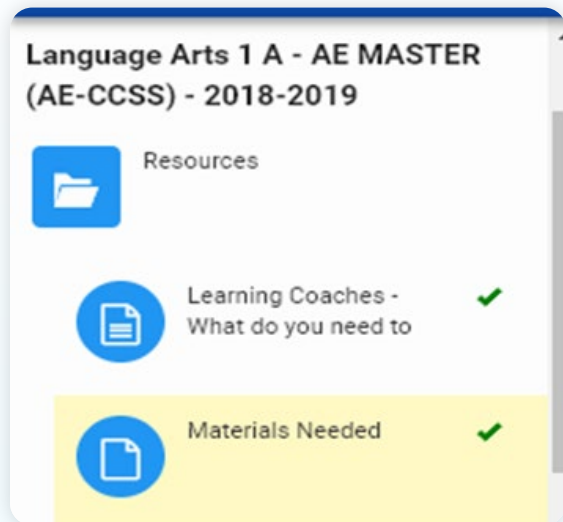 Language Arts 1 A - AE MASTER
(AE-CCSS) - 2018-2019
Resources
Learning Coaches -
What do you need to
Materials Needed